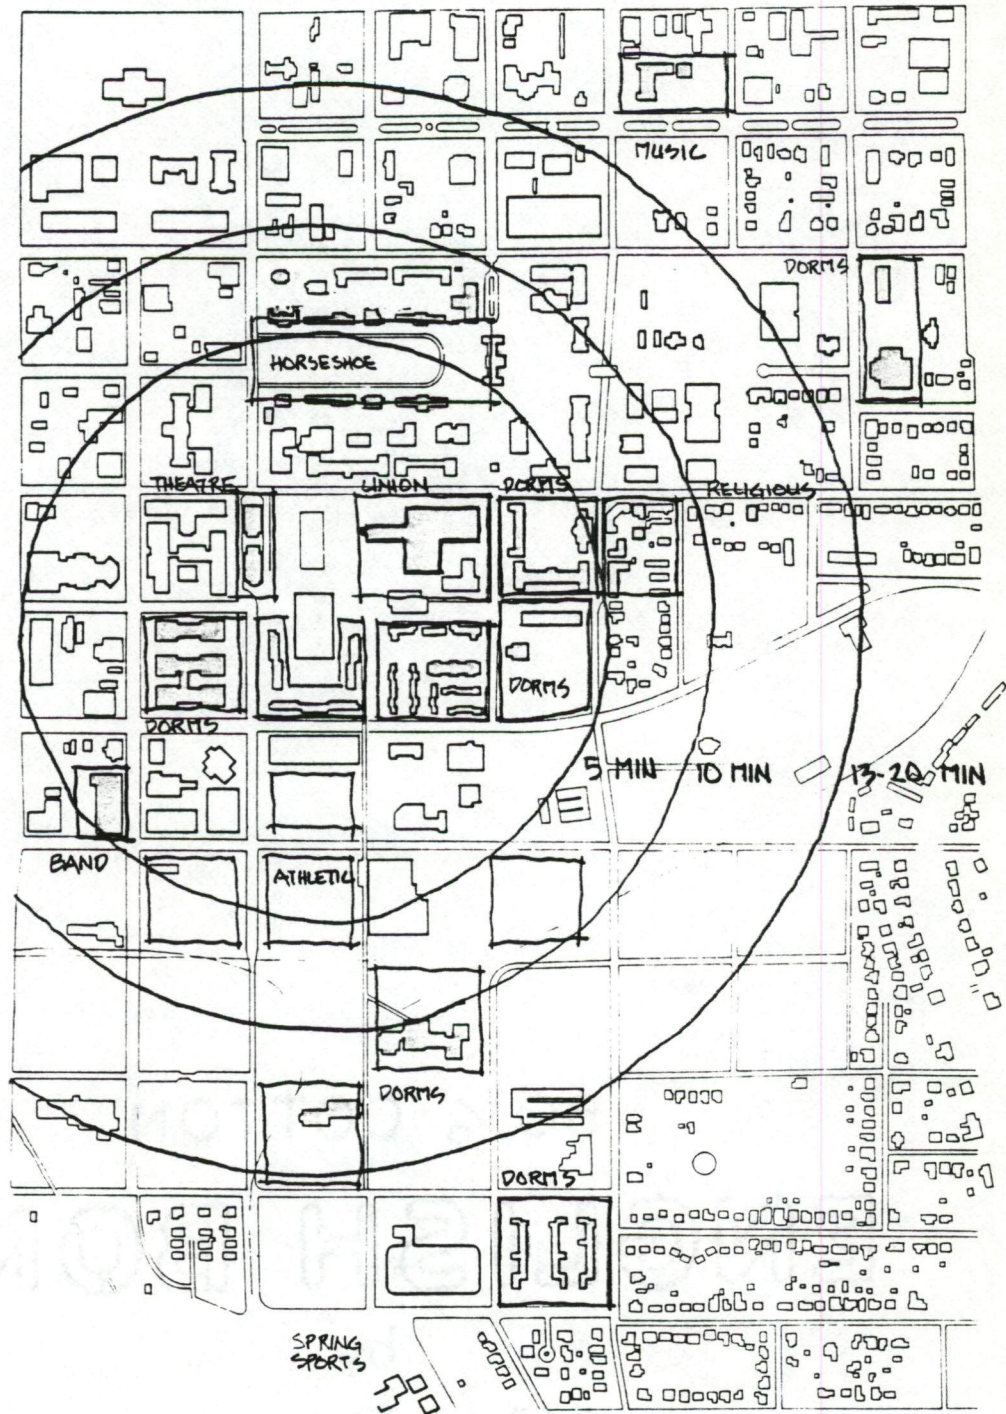 MUSIC
DORMS
HORSESHOE
THEATRE
UNION
DORMS
RELIGIOUS
DORMS
DORMS
5 MIN
10 MIN
13-20 MIN
BAND
ATHLETIC
DORMS
DORMS
SPRING
SPORTS